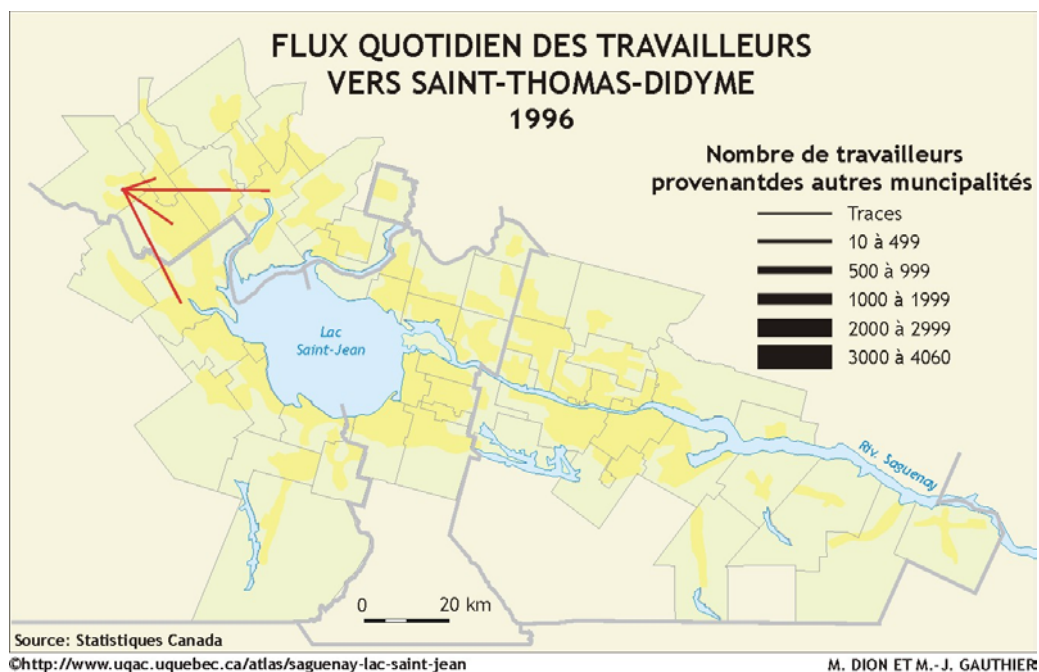 FLUX QUOTIDIEN DES TRAVAILLEURS
VERS SAINT-THOMAS-DIDYME
1996
Nombre de travailleurs
provenantdes autres muncipalités
Traces
10 à 499
500 à 999
1000 à 1999
2000 à 2999
3000 à 4060
Lac
Saint-Jean
Riv. Saguenay
0 20 km
Source: Statistiques Canada
©http://www.uqac.uquebec.ca/atlas/saguenay-lac-saint-jean
M. DION ET M.-J. GAUTHIER